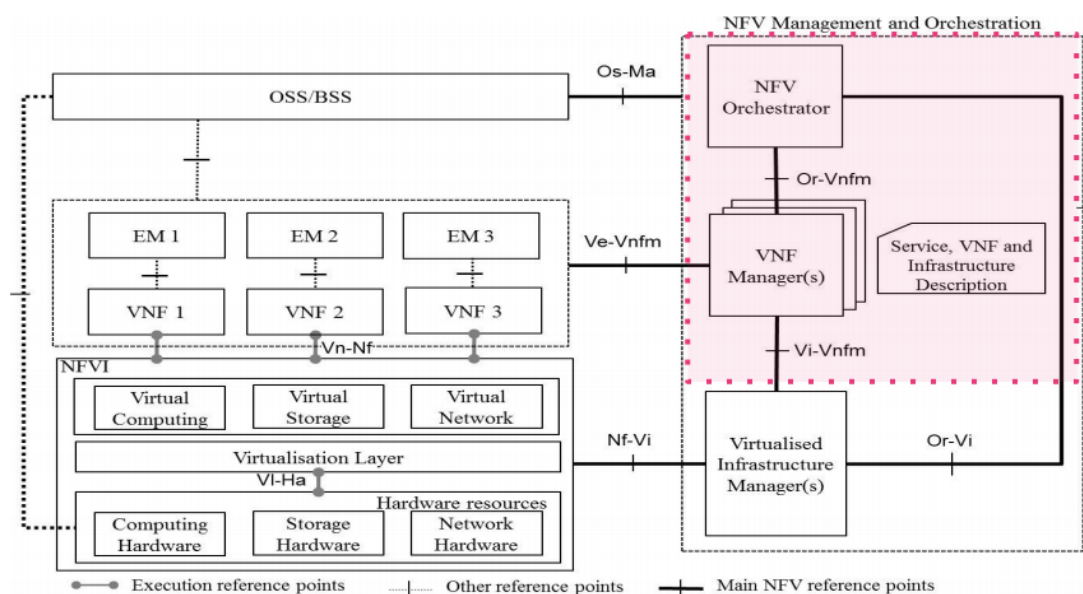 NFV Management and Orchestration
Os-Ma
OSS/BSS
NFV
Orchestrator
Or-Vnfm
EM 1
EM 2
EM 3
Ve-Vnfm
VNF
Manager(s)
Service, VNF and
Infrastructure
Description
VNF 1
VNF 2
VNF 3
Vn-Nf
Vi-Vnfm
NFVI
Virtual
Computing
Virtual
Storage
Virtual
Network
Nf-Vi
Virtualised
Infrastructure
Manager(s)
Or-Vi
Virtualisation Layer
Vl-Ha
Hardware resources
Computing
Hardware
Storage
Hardware
Network
Hardware
Execution reference points
Other reference points
Main NFV reference points